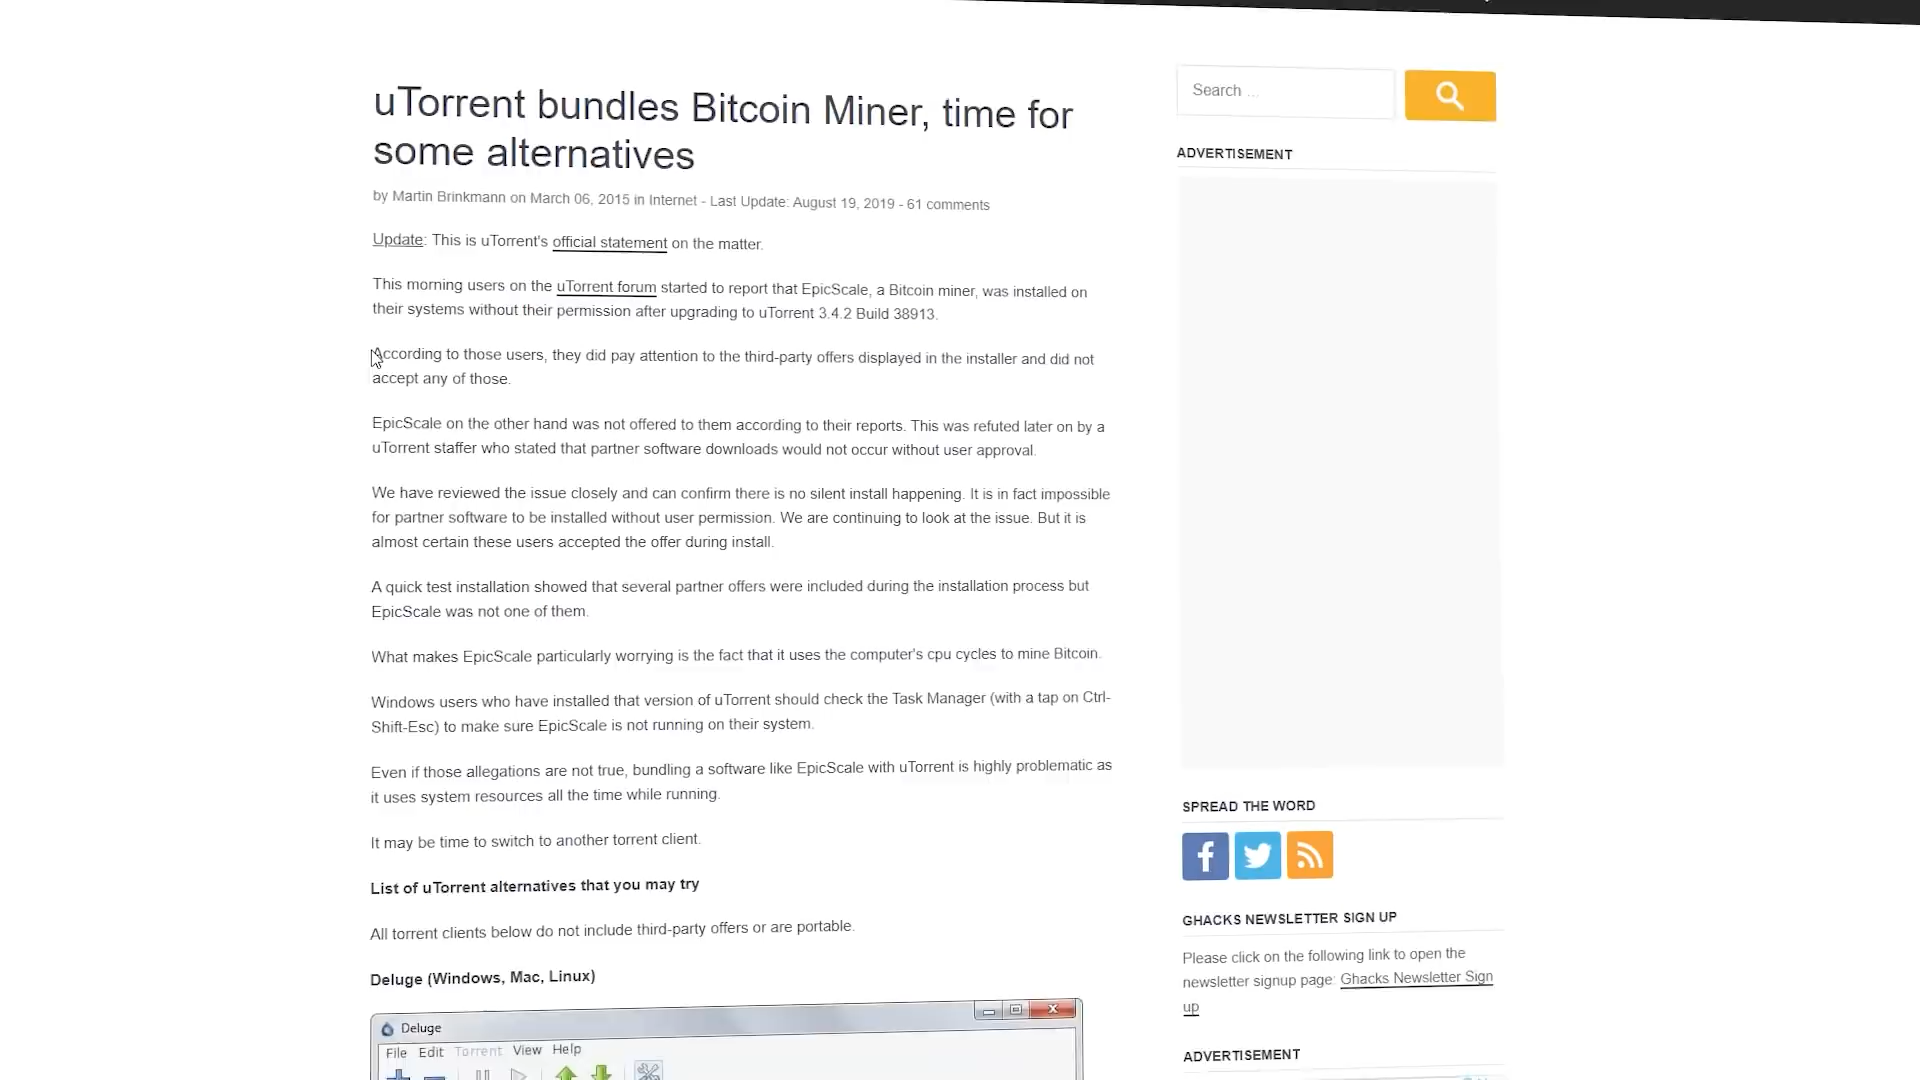 uTorrent bundles Bitcoin Miner, time for
some alternatives
by Martin Brinkmann on March 06, 2015 in Internet - Last Update: August 19, 2019 - 61 comments
Update: This is uTorrent's official statement on the matter.
This morning users on the uTorrent forum started to report that EpicScale, a Bitcoin miner, was installed on
their systems without their permission after upgrading to uTorrent 3.4.2 Build 38913.
According to those users, they did pay attention to the third-party offers displayed in the installer and did not
accept any of those.
EpicScale on the other hand was not offered to them according to their reports. This was refuted later on by a
uTorrent staffer who stated that partner software downloads would not occur without user approval.
We have reviewed the issue closely and can confirm there is no silent install happening. It is in fact impossible
for partner software to be installed without user permission. We are continuing to look at the issue. But it is
almost certain these users accepted the offer during install.
A quick test installation showed that several partner offers were included during the installation process but
EpicScale was not one of them.
What makes EpicScale particularly worrying is the fact that it uses the computer's cpu cycles to mine Bitcoin.
Windows users who have installed that version of uTorrent should check the Task Manager (with a tap on Ctrl-
Shift-Esc) to make sure EpicScale is not running on their system.
Even if those allegations are not true, bundling a software like EpicScale with uTorrent is highly problematic as
it uses system resources all the time while running.
It may be time to switch to another torrent client.
List of uTorrent alternatives that you may try
All torrent clients below do not include third-party offers or are portable.
Deluge (Windows, Mac, Linux)
Deluge
File Edit Torrent View Help
Search ...
ADVERTISEMENT
SPREAD THE WORD
GHACKS NEWSLETTER SIGN UP
Please click on the following link to open the
newsletter signup page: Ghacks Newsletter Sign
up
ADVERTISEMENT